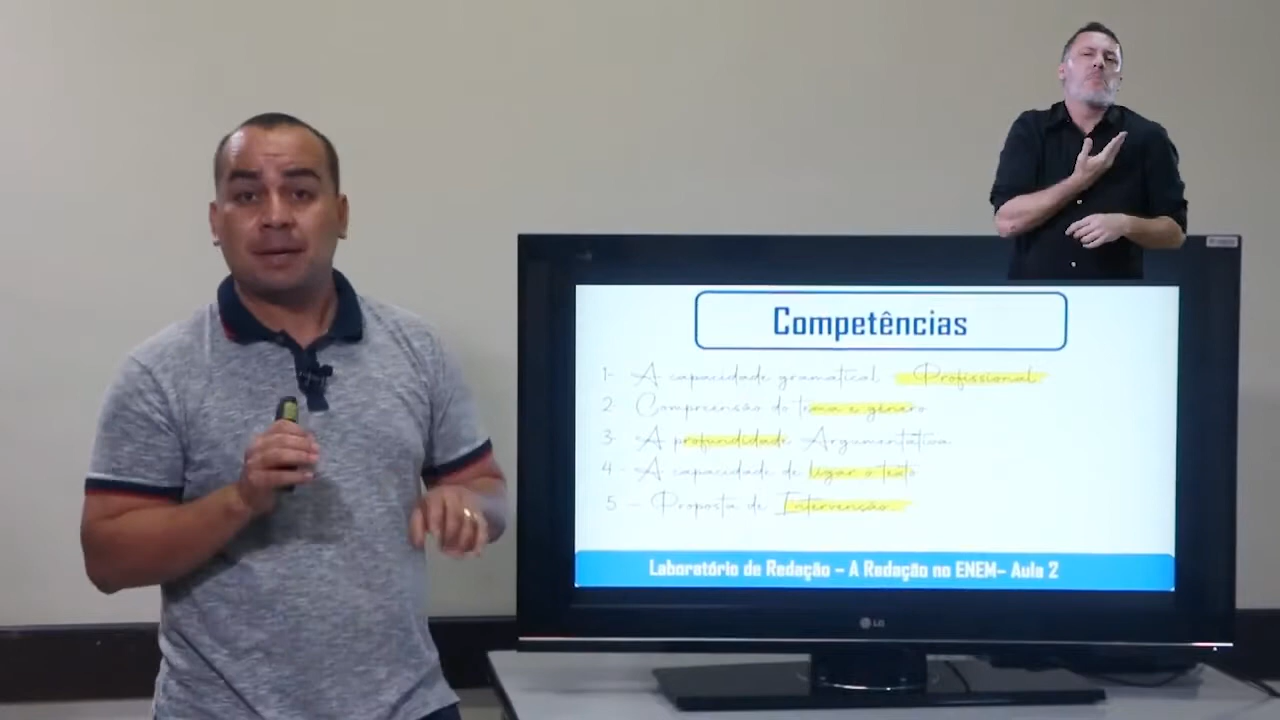 Competências
1- A capacidade gramatical Profissional
2- Compreensão do tema e gênero
3- A profundidade Argumentativa
4- A capacidade de ligar o texto
5 - Proposta de Intervenção
Laboratório de Redação – A Redação no ENEM– Aula 2
LG